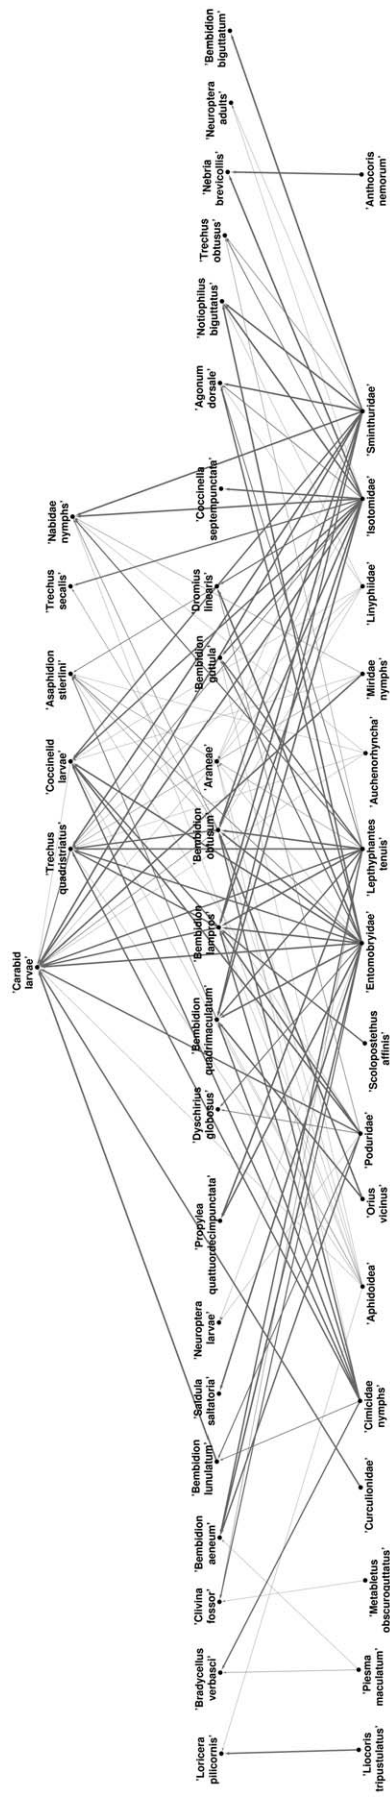 'Carabid
larvae'
'Trechus
quadristriatus'
'Coccinelid
larvae'
'Asaphidion
stierlini'
'Trechus
secalis'
'Nabidae
nymphs'
'Loricera
pilicornis'
'Bradycellus
verbasci'
'Clivina
fossor'
'Bembidion
aeneum'
'Bembidion
lunulatum'
'Saldula
saltatoria'
'Neuroptera
larvae'
'Propylea
quattuordecimpunctata'
'Dyschirius
globosus'
'Bembidion
quadrimaculatum'
'Bembidion
lampros'
'Bembidion
obtusum'
'Araneae'
'Bembidion
guttula'
'Dromius
linearis'
'Coccinella
septempunctata'
'Agonum
dorsale'
'Notiophilus
biguttatus'
'Trechus
obtusus'
'Nebria
brevicollis'
'Neuroptera
adults'
'Bembidion
biguttatum'
'Liocoris
tripustulatus'
'Piesma
maculatum'
'Metabletus
obscuroguttatus'
'Curculionidae'
'Cimicidae
nymphs'
'Aphidoidea'
'Orius
vicinus'
'Poduridae'
'Scolopostethus
affinis'
'Entomobryidae'
'Lepthyphantes
tenuis'
'Auchenorhyncha'
'Miridae
nymphs'
'Linyphiidae'
'Isotomidae'
'Sminthuridae'
'Anthocoris
nemorum'